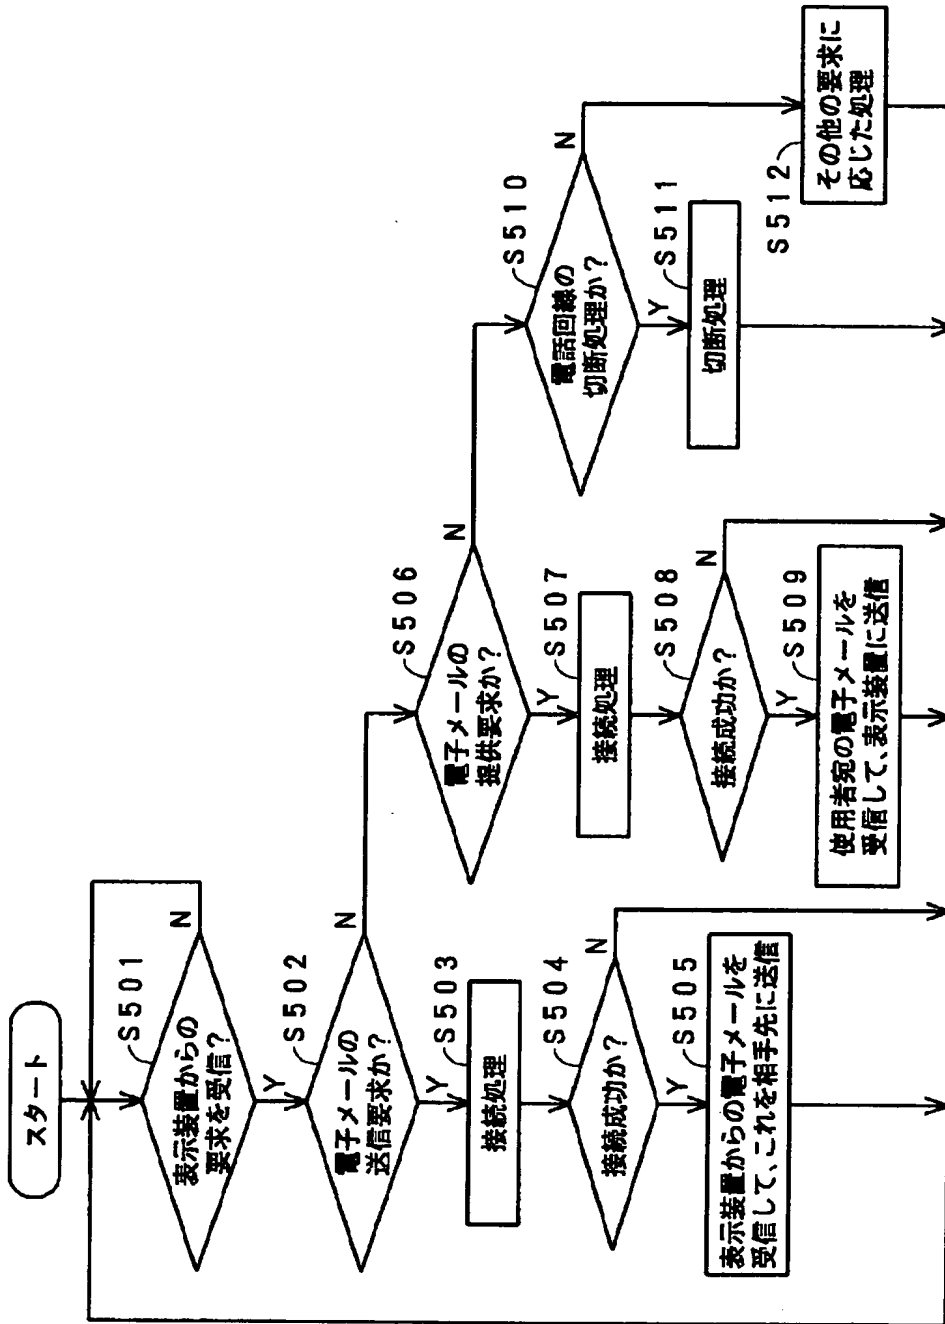 スタート
S501
表示装置からの
要求を受信?
N
Y
S502
電子メールの
送信要求か?
N
Y
S503
接続処理
S504
接続成功か?
N
Y
S505
表示装置からの電子メールを
受信して、これを相手先に送信
S506
電子メールの
提供要求か?
N
Y
S507
接続処理
S508
接続成功か?
N
Y
S509
使用者宛の電子メールを
受信して、表示装置に送信
S510
電話回線の
切断処理か?
N
Y
S511
切断処理
S512
その他の要求に
応じた処理